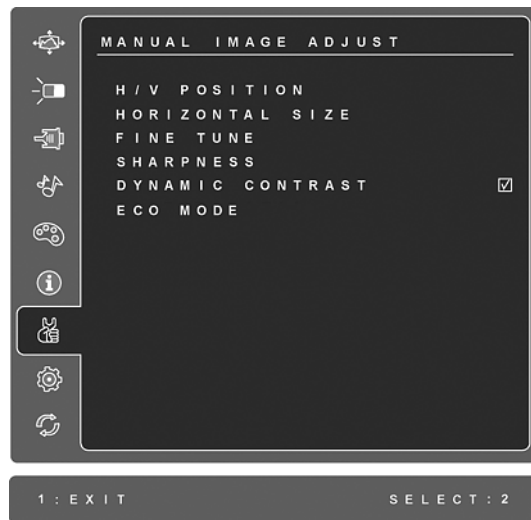 MANUAL IMAGE ADJUST
H/V POSITION
HORIZONTAL SIZE
FINE TUNE
SHARPNESS
DYNAMIC CONTRAST
ECO MODE
1:EXIT SELECT:2